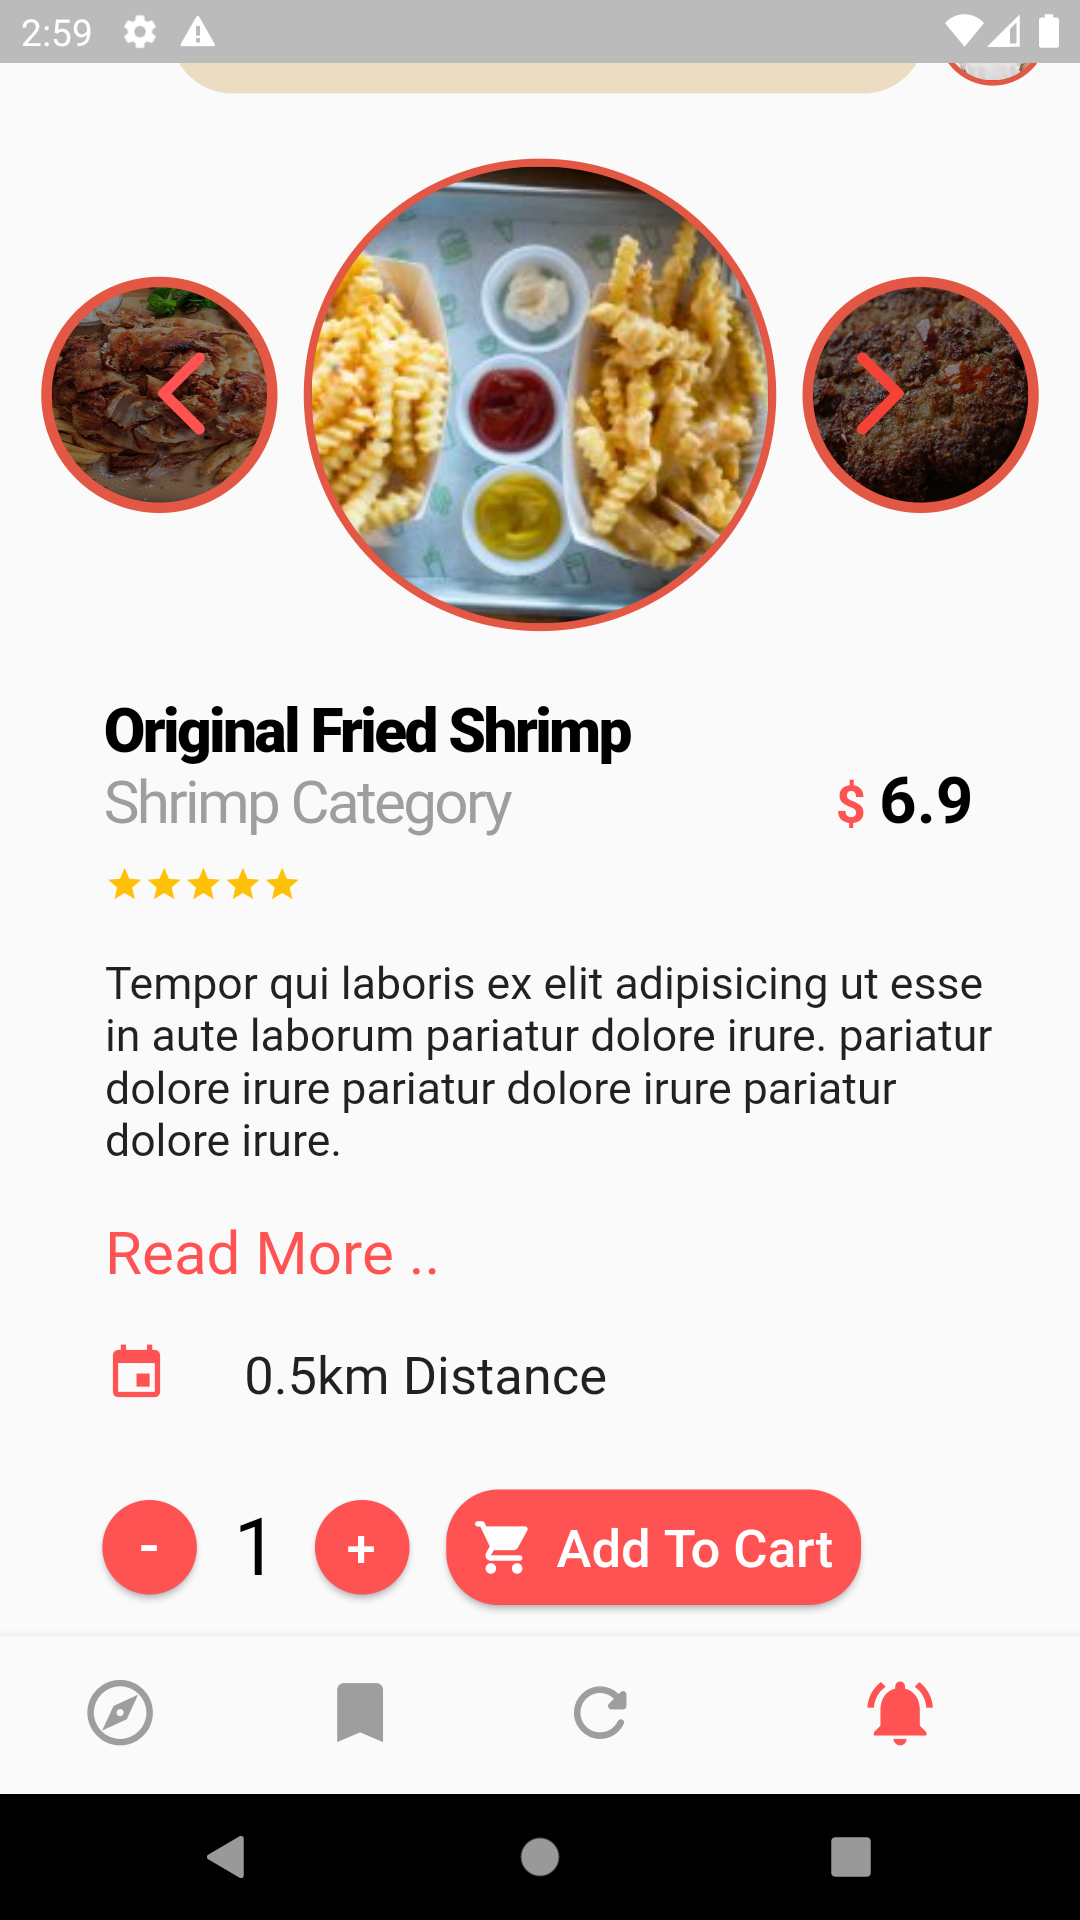 2:59
Original Fried Shrimp
Shrimp Category
$ 6.9
Tempor qui laboris ex elit adipisicing ut esse
in aute laborum pariatur dolore irure. pariatur
dolore irure pariatur dolore irure pariatur
dolore irure.
Read More ..
0.5km Distance
- 1 + Add To Cart